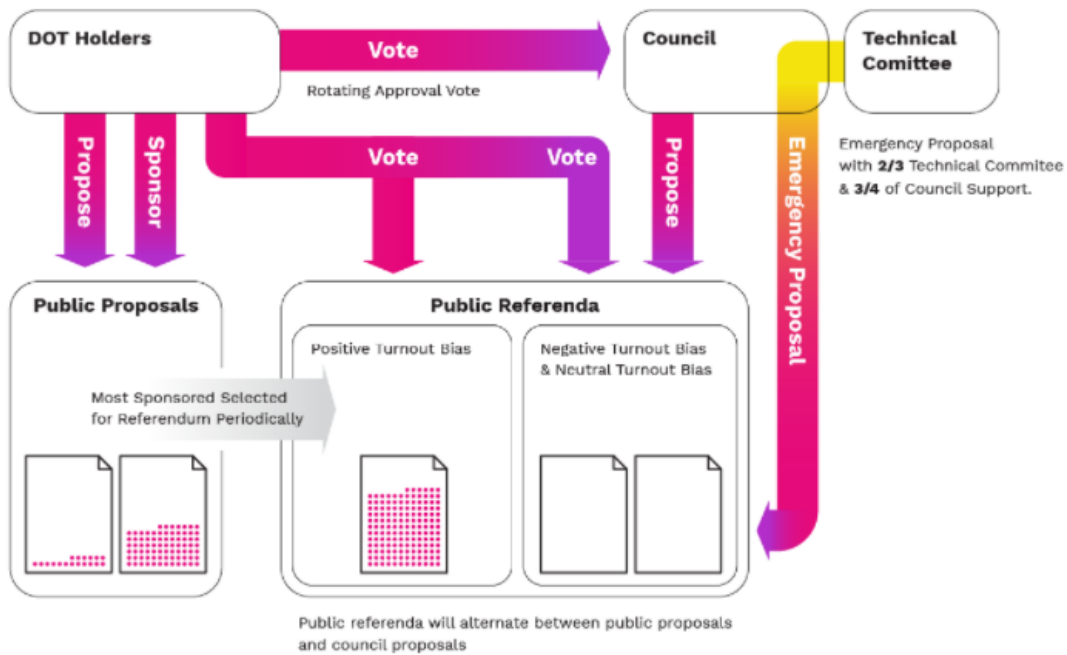 DOT Holders
Vote
Rotating Approval Vote
Council
Technical
Comittee
Propose
Sponsor
Vote
Vote
Propose
Emergency Proposal
Emergency Proposal
with 2/3 Technical Commitee
& 3/4 of Council Support.
Public Proposals
Most Sponsored Selected
for Referendum Periodically
Public Referenda
Positive Turnout Bias
Negative Turnout Bias
& Neutral Turnout Bias
Public referenda will alternate between public proposals
and council proposals